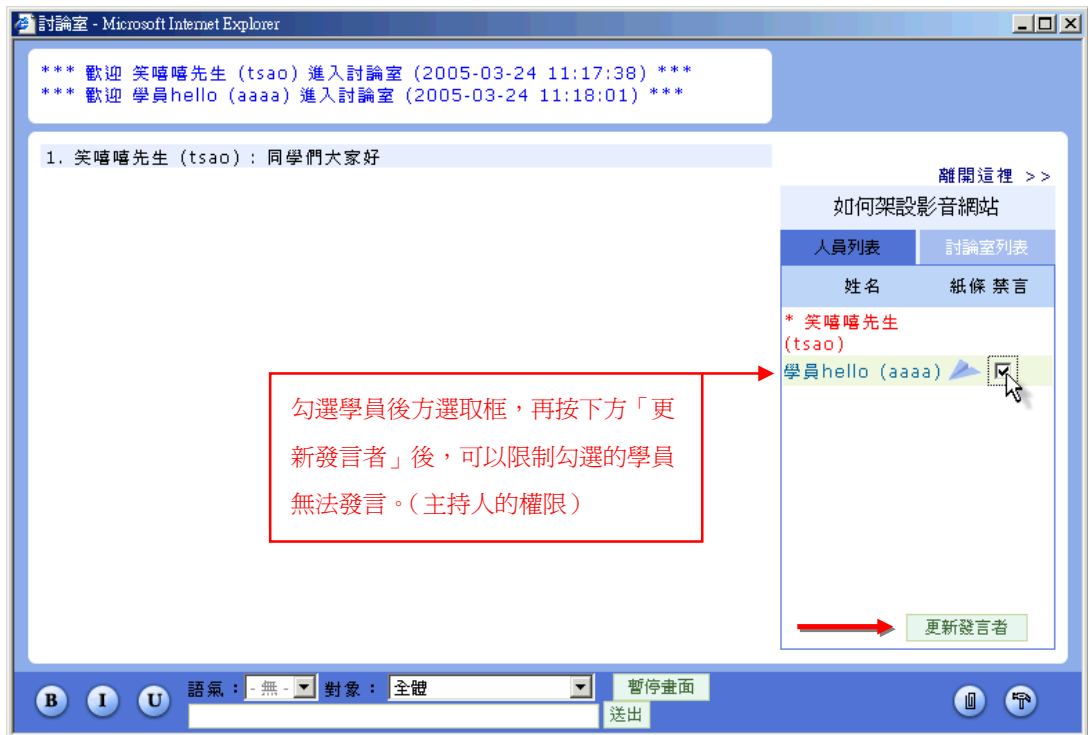 討論室 - Microsoft Internet Explorer
*** 歡迎 笑嘻嘻先生 (tsao) 進入討論室 (2005-03-24 11:17:38) ***
*** 歡迎 學員hello (aaaa) 進入討論室 (2005-03-24 11:18:01) ***
1. 笑嘻嘻先生 (tsao) : 同學們大家好
離開這裡 >>
如何架設影音網站
人員列表 討論室列表
姓名 紙條 禁言
* 笑嘻嘻先生
(tsao)
學員hello (aaaa)
勾選學員後方選取框，再按下方「更
新發言者」後，可以限制勾選的學員
無法發言。（主持人的權限）
更新發言者
B I U 語氣：- 無 - 對象： 全體 暫停畫面
送出